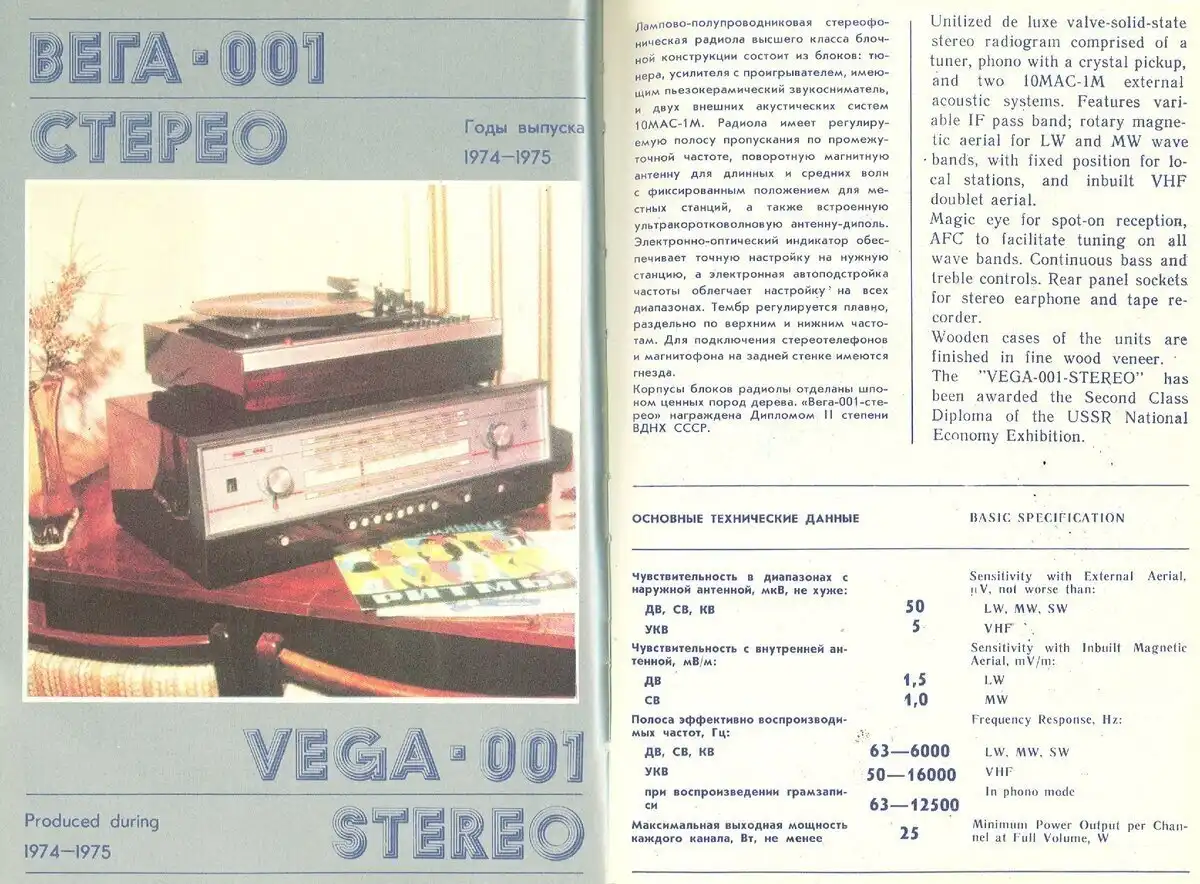 ВЕГА·001
СТЕРЕО
Годы выпуска
1974—1975
РИТМЫ
VEGA·001
STEREO
Produced during
1974—1975
Лампово-полупроводниковая стереофо-
ническая радиола высшего класса блоч-
ной конструкции состоит из блоков: тю-
нера, усилителя с проигрывателем, имею-
щим пьезокерамический звукосниматель,
и двух внешних акустических систем
10МАС-1М. Радиола имеет регулиру-
емую полосу пропускания по промежу-
точной частоте, поворотную магнитную
антенну для длинных и средних волн
с фиксированным положением для ме-
стных станций, а также встроенную
ультракоротковолновую антенну-диполь.
Электронно-оптический индикатор обес-
печивает точную настройку на нужную
станцию, а электронная автоподстройка
частоты облегчает настройку на всех
диапазонах. Тембр регулируется плавно,
раздельно по верхним и нижним часто-
там. Для подключения стереотелефонов
и магнитофона на задней стенке имеются
гнезда.
Корпусы блоков радиолы отделаны шпо-
ном ценных пород дерева. «Вега-001-сте-
рео» награждена Дипломом II степени
ВДНХ СССР.
Unitized de luxe valve-solid-state
stereo radiogram comprised of a
tuner, phono with a crystal pickup,
and two 10MAC-1M external
acoustic systems. Features vari-
able IF pass band; rotary magne-
tic aerial for LW and MW wave
bands, with fixed position for lo-
cal stations, and inbuilt VHF
doublet aerial.
Magic eye for spot-on reception,
AFC to facilitate tuning on all
wave bands. Continuous bass and
treble controls. Rear panel sockets
for stereo earphone and tape re-
corder.
Wooden cases of the units are
finished in fine wood veneer.
The "VEGA-001-STEREO" has
been awarded the Second Class
Diploma of the USSR National
Economy Exhibition.
ОСНОВНЫЕ ТЕХНИЧЕСКИЕ ДАННЫЕ BASIC SPECIFICATION
Чувствительность в диапазонах с Sensitivity with External Aerial,
наружной антенной, мкВ, не хуже: μV, not worse than:
ДВ, СВ, КВ 50 LW, MW, SW
УКВ 5 VHF
Чувствительность с внутренней ан- Sensitivity with Inbuilt Magnetic
тенной, мВ/м: Aerial, mV/m:
ДВ 1,5 LW
СВ 1,0 MW
Полоса эффективно воспроизводи- Frequency Response, Hz:
мых частот, Гц:
ДВ, СВ, КВ 63—6000 LW, MW, SW
УКВ 50—16000 VHF
при воспроизведении грамзапи- In phono mode
си 63—12500
Максимальная выходная мощность Minimum Power Output per Chan-
каждого канала, Вт, не менее 25 nel at Full Volume, W